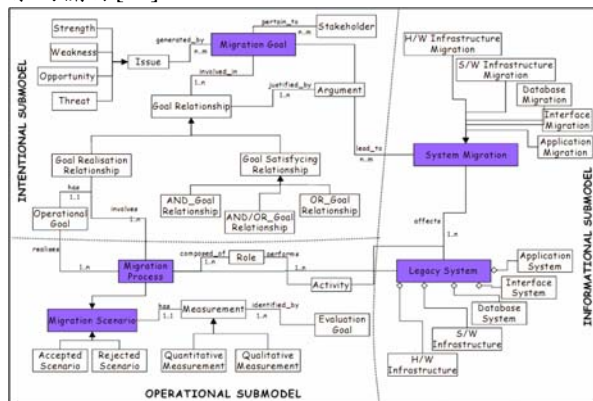 Strength
Weakness
Opportunity
Threat
Issue
generated_by
n..m
Migration Goal
pertain_to
n..m
Stakeholder
involved_in
1..n
Goal Relationship
justified_by
1..n
Argument
lead_to
n..m
H/W Infrastructure
Migration
S/W Infrastructure
Migration
Database
Migration
Interface
Migration
Application
Migration
System Migration
INTENTIONAL SUBMODEL
Goal Realisation
Relationship
Goal Satisfycing
Relationship
AND_Goal
Relationship
AND/OR_Goal
Relationship
OR_Goal
Relationship
has
1..1
Operational
Goal
involves
1..n
realises
1..n
Migration
Process
composed_of
1..n
Role
performs
1..n
Activity
affects
1..n
Legacy System
Application
System
Interface
System
Database
System
S/W
Infrastructure
H/W
Infrastructure
INFORMATIONAL SUBMODEL
Migration Scenario
has
1..1
Measurement
identified_by
1..n
Evaluation
Goal
Accepted
Scenario
Rejected
Scenario
Quantitative
Measurement
Qualitative
Measurement
OPERATIONAL SUBMODEL